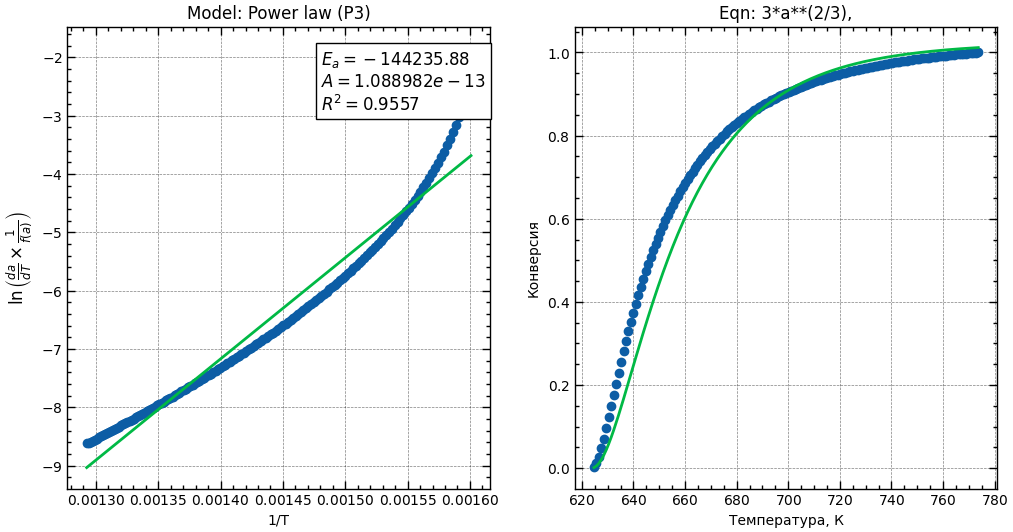 Model: Power law (P3)
−2
−3
−4
−5
−6
−7
−8
−9
ln(da/dT × 1/f(a))
E_a = −144235.88
A = 1.088982e−13
R² = 0.9557
0.00130 0.00135 0.00140 0.00145 0.00150 0.00155 0.00160
1/T
Eqn: 3*a**(2/3),
1.0
0.8
0.6
0.4
0.2
0.0
Конверсия
620 640 660 680 700 720 740 760 780
Температура, К